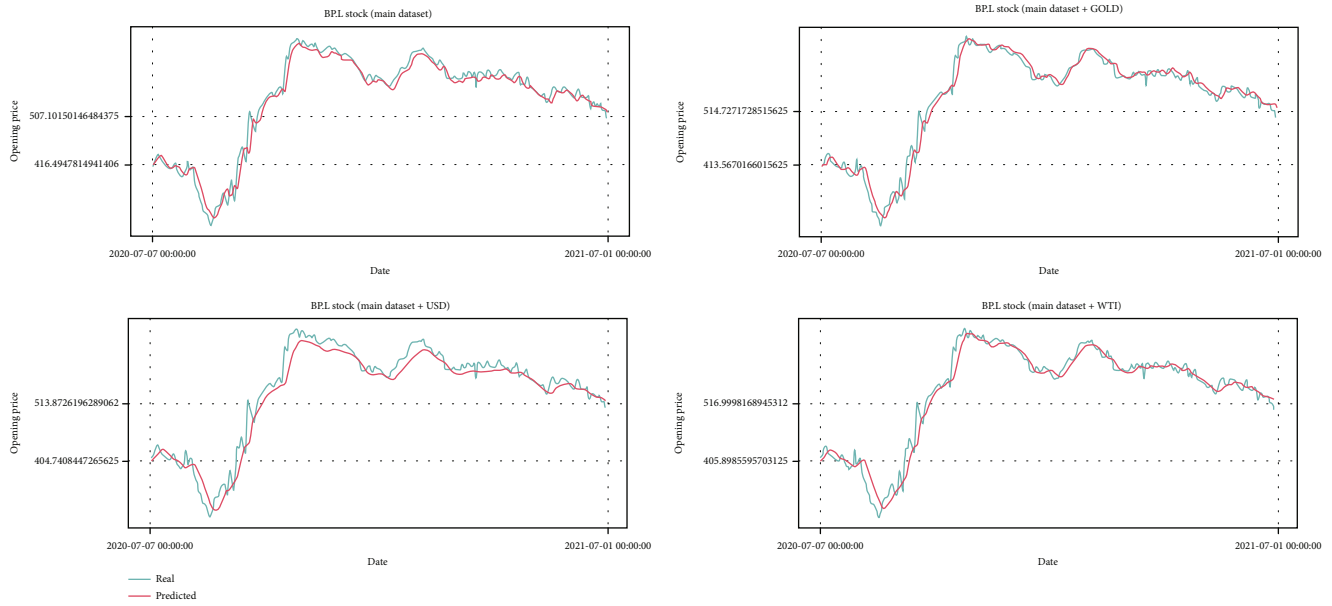 BP.L stock (main dataset)
Opening price
507.10150146484375
416.4947814941406
2020-07-07 00:00:00
2021-07-01 00:00:00
Date
BP.L stock (main dataset + GOLD)
Opening price
514.7271728515625
413.5670166015625
2020-07-07 00:00:00
2021-07-01 00:00:00
Date
BP.L stock (main dataset + USD)
Opening price
513.8726196289062
404.7408447265625
2020-07-07 00:00:00
2021-07-01 00:00:00
Date
BP.L stock (main dataset + WTI)
Opening price
516.9998168945312
405.8985595703125
2020-07-07 00:00:00
2021-07-01 00:00:00
Date
Real
Predicted